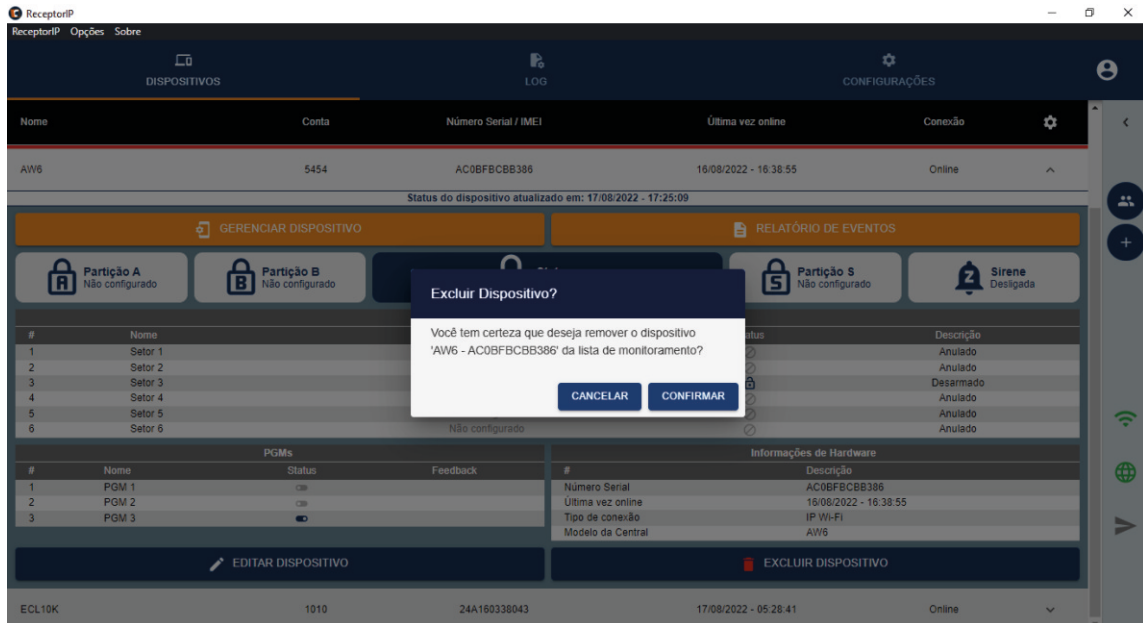 ReceptorIP
ReceptorIP Opções Sobre
DISPOSITIVOS LOG CONFIGURAÇÕES
Nome Conta Número Serial / IMEI Última vez online Conexão
AW6 5454 AC0BFBCBB386 16/08/2022 - 16:38:55 Online
Status do dispositivo atualizado em: 17/08/2022 - 17:25:09
GERENCIAR DISPOSITIVO RELATÓRIO DE EVENTOS
A Partição A Não configurado
B Partição B Não configurado
S Partição S Não configurado
Z Sirene Desligada
Excluir Dispositivo?
Você tem certeza que deseja remover o dispositivo
'AW6 - AC0BFBCBB386' da lista de monitoramento?
CANCELAR CONFIRMAR
# Nome Descrição
1 Setor 1 Anulado
2 Setor 2 Anulado
3 Setor 3 Desarmado
4 Setor 4 Anulado
5 Setor 5 Anulado
6 Setor 6 Não configurado Anulado
PGMs
# Nome Status Feedback
1 PGM 1
2 PGM 2
3 PGM 3
Informações de Hardware
# Descrição
Número Serial AC0BFBCBB386
Última vez online 16/08/2022 - 16:38:55
Tipo de conexão IP Wi-Fi
Modelo da Central AW6
EDITAR DISPOSITIVO EXCLUIR DISPOSITIVO
ECL10K 1010 24A160338043 17/08/2022 - 05:28:41 Online